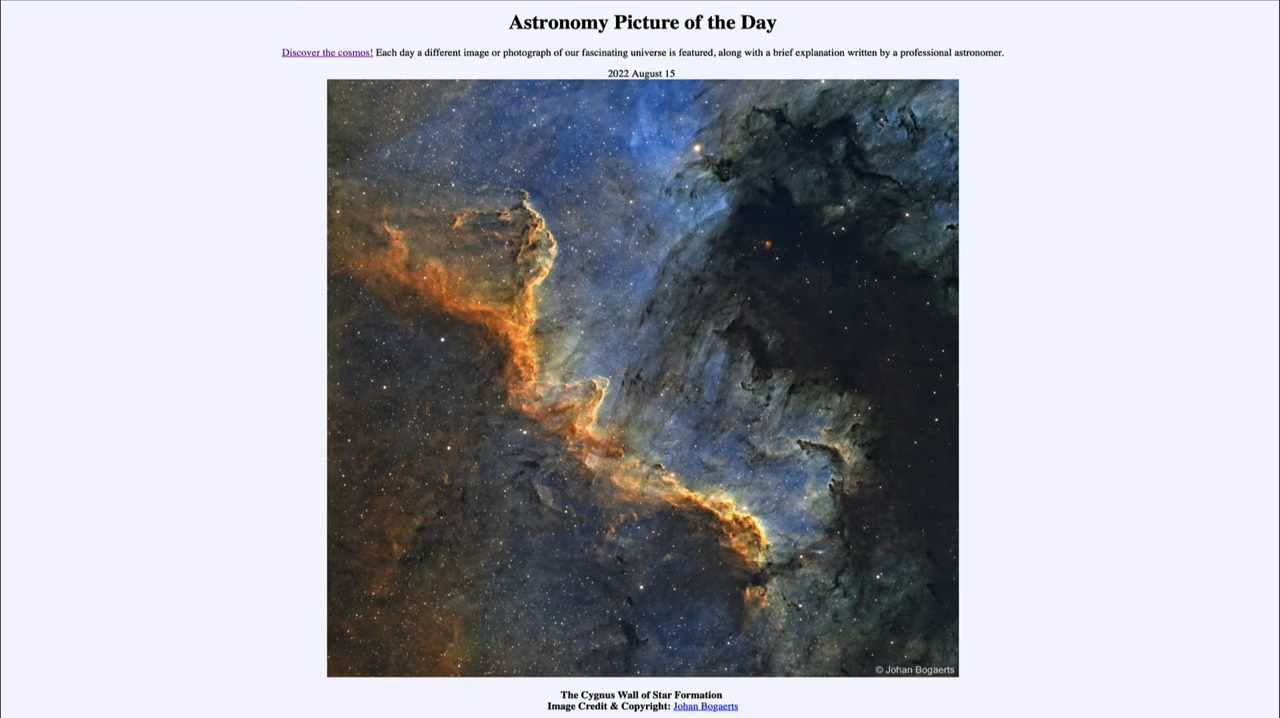 Astronomy Picture of the Day
Discover the cosmos! Each day a different image or photograph of our fascinating universe is featured, along with a brief explanation written by a professional astronomer.
2022 August 15
© Johan Bogaerts
The Cygnus Wall of Star Formation
Image Credit & Copyright: Johan Bogaerts